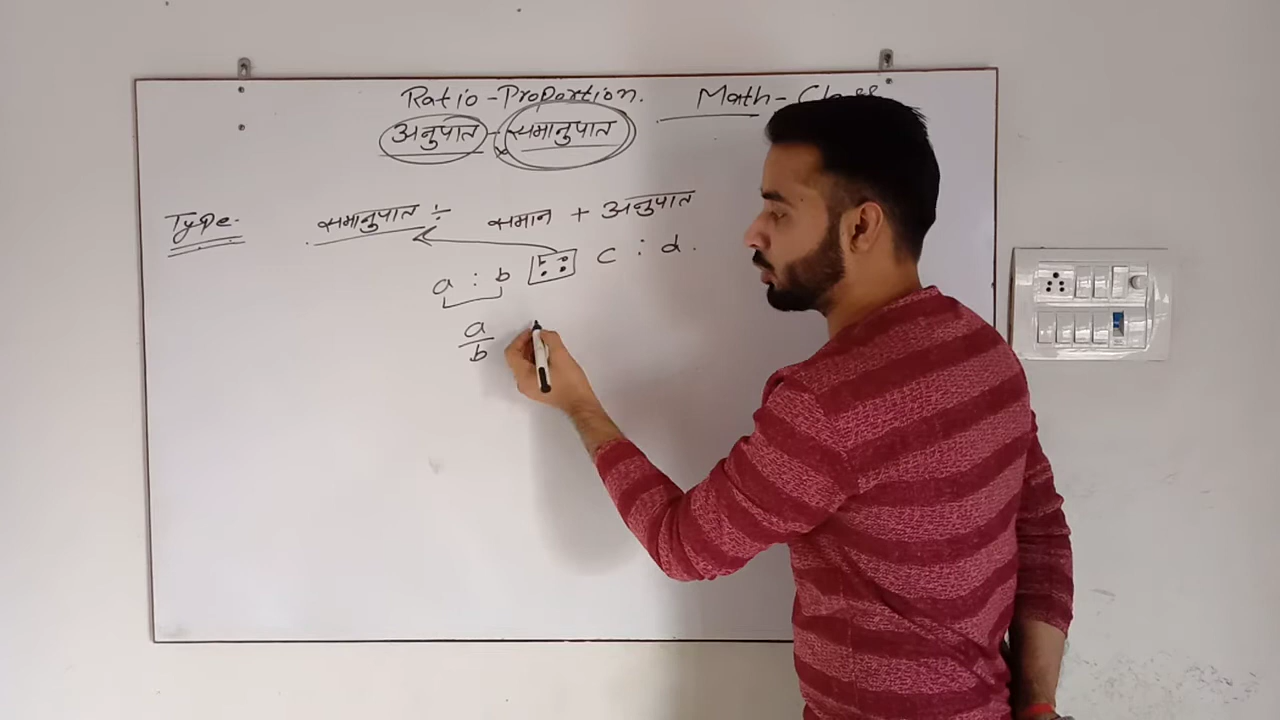 Ratio-Proportion. Math-Class
अनुपात - समानुपात
Type. समानुपात ÷ समान + अनुपात
a : b :: c : d.
a
b